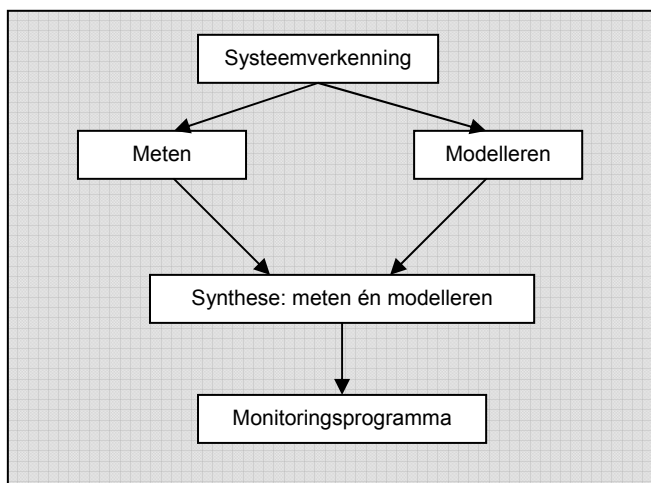 Systeemverkenning
Meten
Modelleren
Synthese: meten én modelleren
Monitoringsprogramma